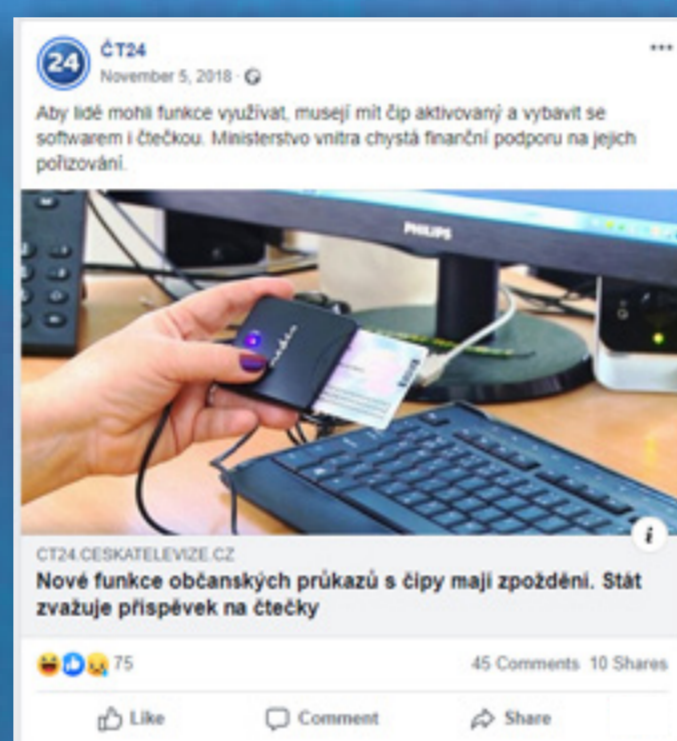 24
ČT24
November 5, 2018 ·
Aby lidé mohli funkce využívat, musejí mít čip aktivovaný a vybavit se
softwarem i čtečkou. Ministerstvo vnitra chystá finanční podporu na jejich
pořizování.
PHILIPS
CT24.CESKATELEVIZE.CZ
Nové funkce občanských průkazů s čipy mají zpoždění. Stát
zvažuje příspěvek na čtečky
75
45 Comments 10 Shares
Like Comment Share